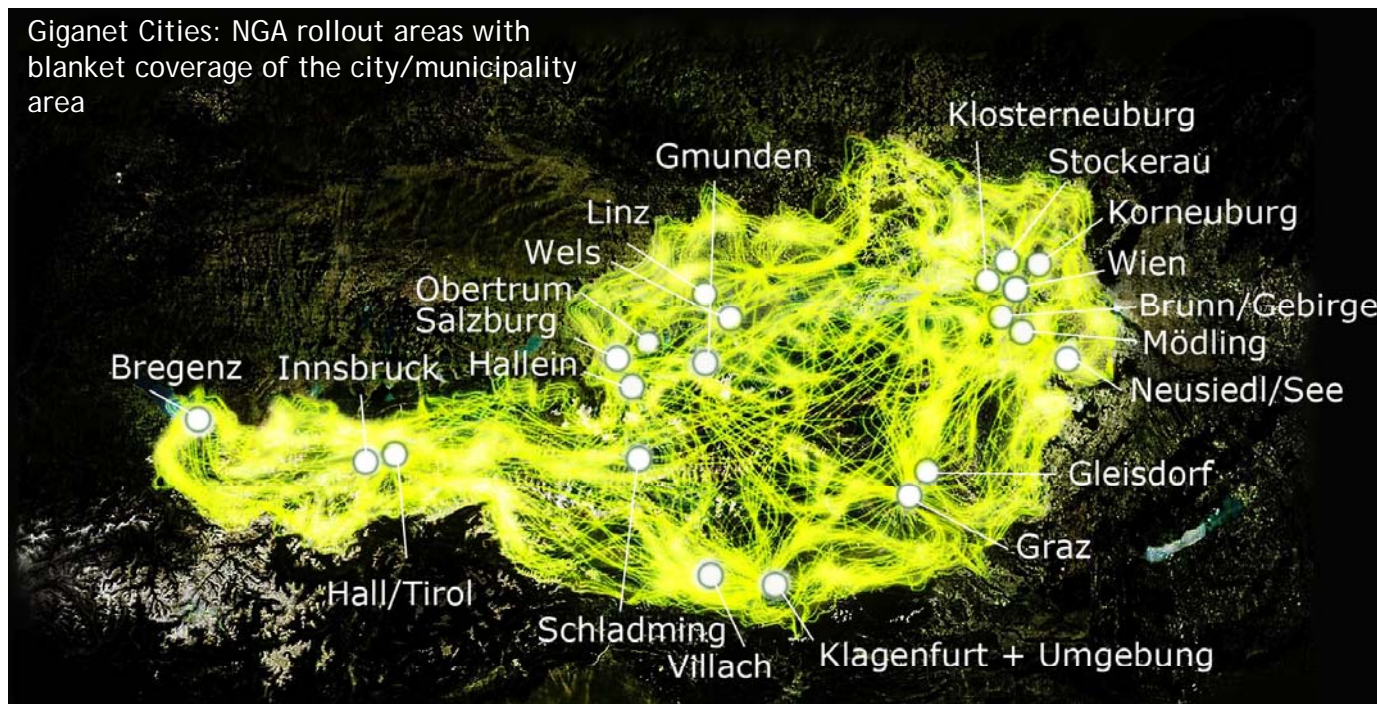 Giganet Cities: NGA rollout areas with
blanket coverage of the city/municipality
area
Klosterneuburg
Gmunden
Stockerau
Linz
Korneuburg
Wels
Wien
Obertrum
Brunn/Gebirge
Salzburg
Mödling
Bregenz
Innsbruck
Hallein
Neusiedl/See
Gleisdorf
Graz
Hall/Tirol
Schladming
Villach
Klagenfurt + Umgebung